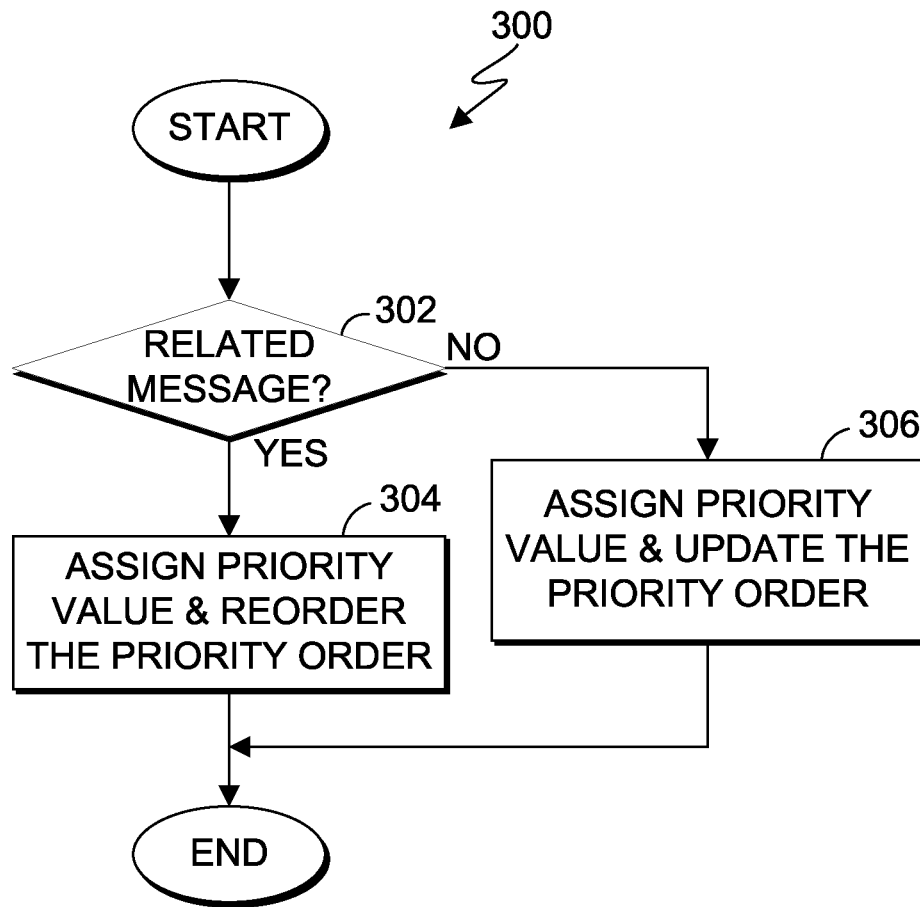 300
START
302
RELATED
MESSAGE?
NO
YES
306
ASSIGN PRIORITY
VALUE & UPDATE THE
PRIORITY ORDER
304
ASSIGN PRIORITY
VALUE & REORDER
THE PRIORITY ORDER
END